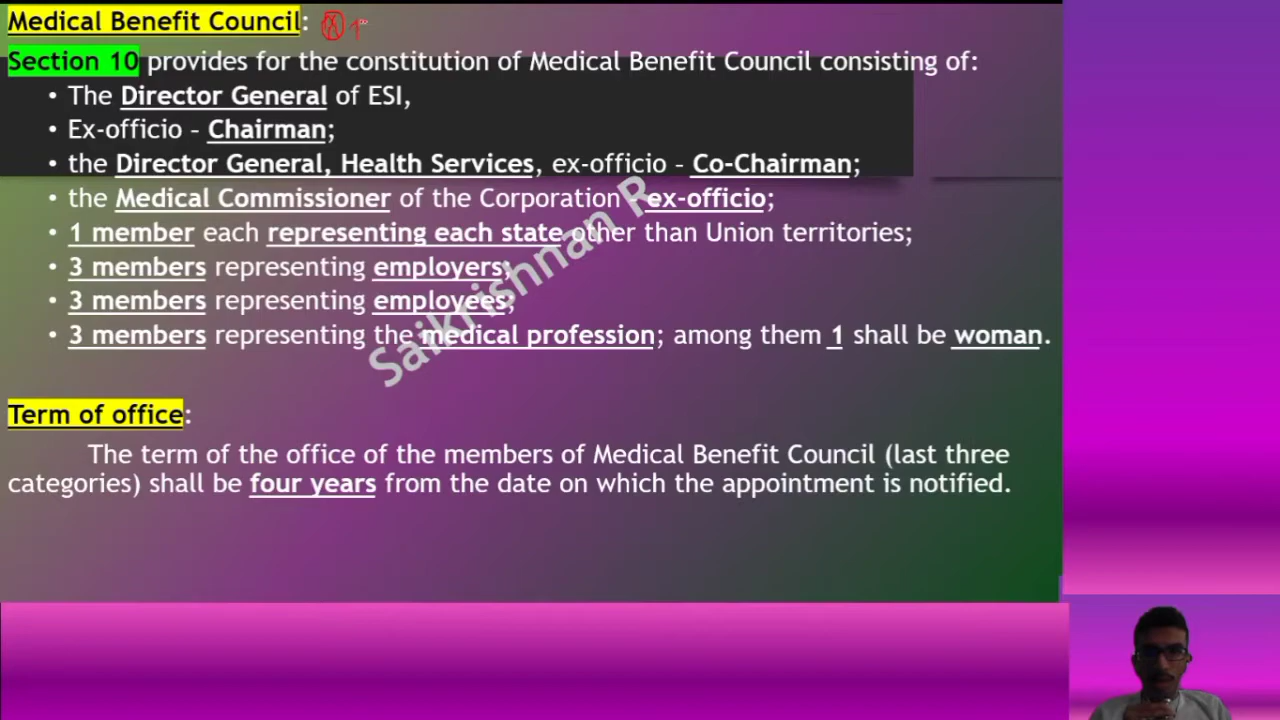 Medical Benefit Council:
Section 10 provides for the constitution of Medical Benefit Council consisting of:
• The Director General of ESI,
• Ex-officio – Chairman;
• the Director General, Health Services, ex-officio – Co-Chairman;
• the Medical Commissioner of the Corporation – ex-officio;
• 1 member each representing each state other than Union territories;
• 3 members representing employers;
• 3 members representing employees;
• 3 members representing the medical profession; among them 1 shall be woman.
Saikrishnan R
Term of office:
The term of the office of the members of Medical Benefit Council (last three
categories) shall be four years from the date on which the appointment is notified.